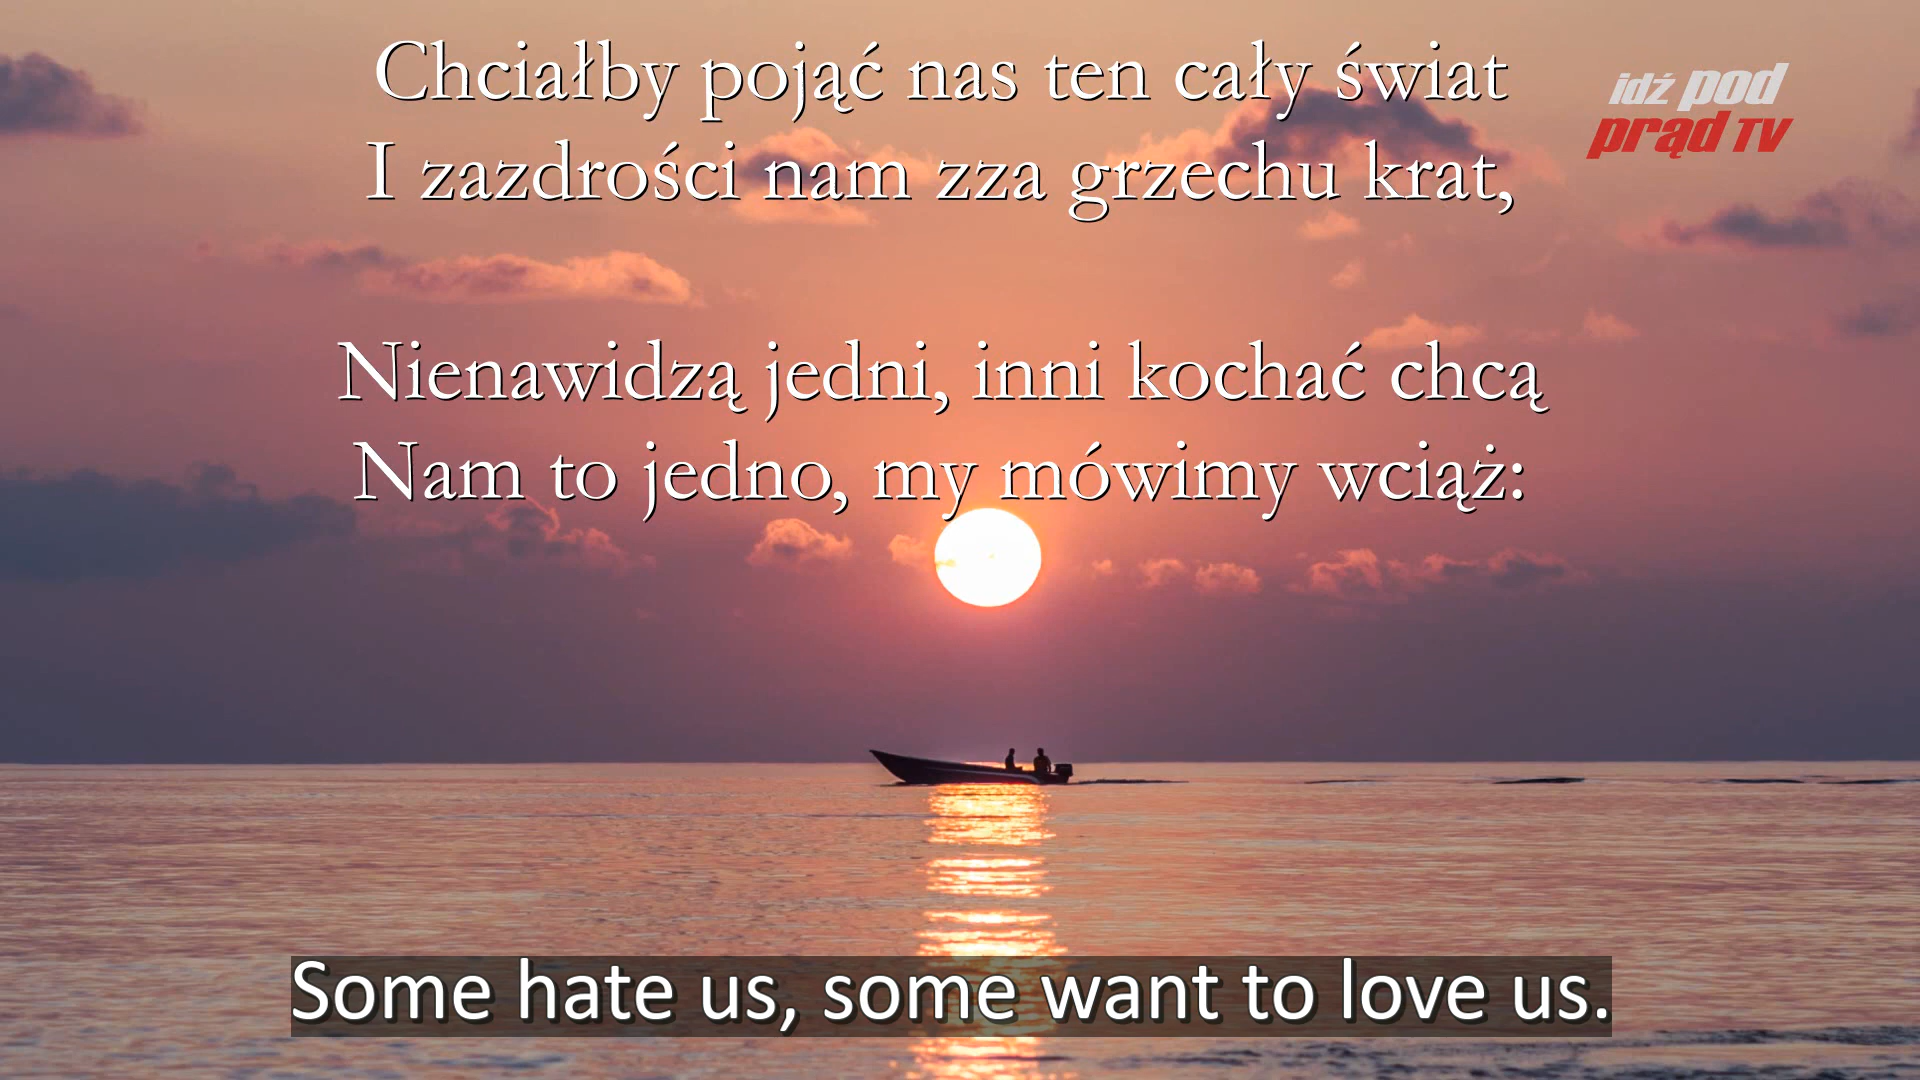 Chciałby pojąć nas ten cały świat
I zazdrości nam zza grzechu krat,
Nienawidzą jedni, inni kochać chcą
Nam to jedno, my mówimy wciąż:
idź pod
prąd TV
Some hate us, some want to love us.